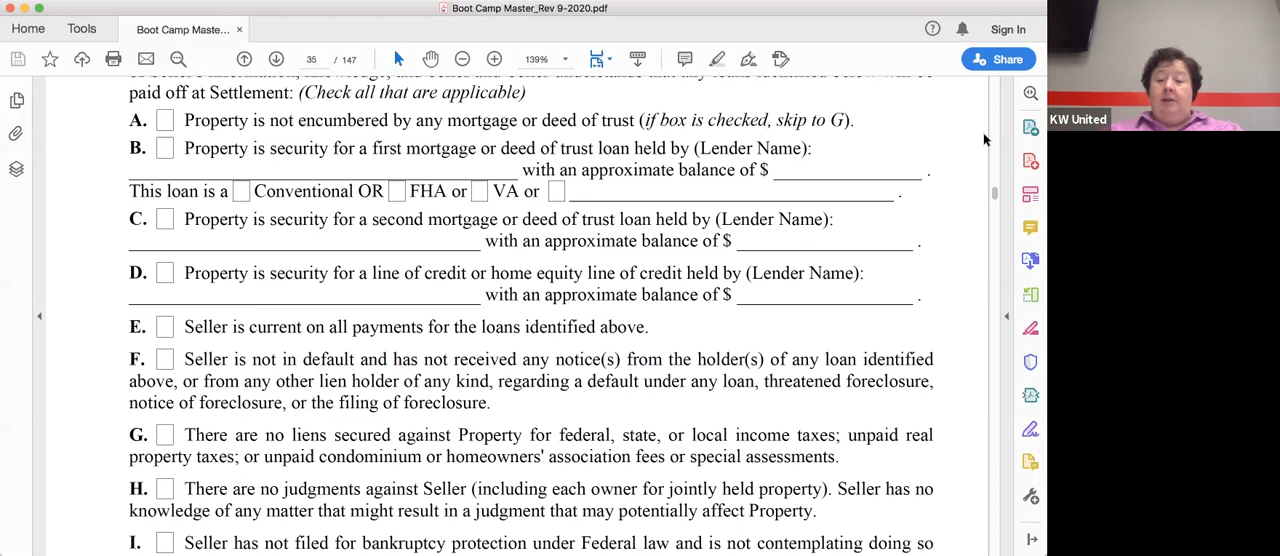 Boot Camp Master_Rev 9-2020.pdf
Home Tools Boot Camp Maste... × Sign In
35 / 147 139% Share
paid off at Settlement: (Check all that are applicable)
A. Property is not encumbered by any mortgage or deed of trust (if box is checked, skip to G).
B. Property is security for a first mortgage or deed of trust loan held by (Lender Name):
with an approximate balance of $ .
This loan is a Conventional OR FHA or VA or .
C. Property is security for a second mortgage or deed of trust loan held by (Lender Name):
with an approximate balance of $ .
D. Property is security for a line of credit or home equity line of credit held by (Lender Name):
with an approximate balance of $ .
E. Seller is current on all payments for the loans identified above.
F. Seller is not in default and has not received any notice(s) from the holder(s) of any loan identified
above, or from any other lien holder of any kind, regarding a default under any loan, threatened foreclosure,
notice of foreclosure, or the filing of foreclosure.
G. There are no liens secured against Property for federal, state, or local income taxes; unpaid real
property taxes; or unpaid condominium or homeowners' association fees or special assessments.
H. There are no judgments against Seller (including each owner for jointly held property). Seller has no
knowledge of any matter that might result in a judgment that may potentially affect Property.
I. Seller has not filed for bankruptcy protection under Federal law and is not contemplating doing so
KW United